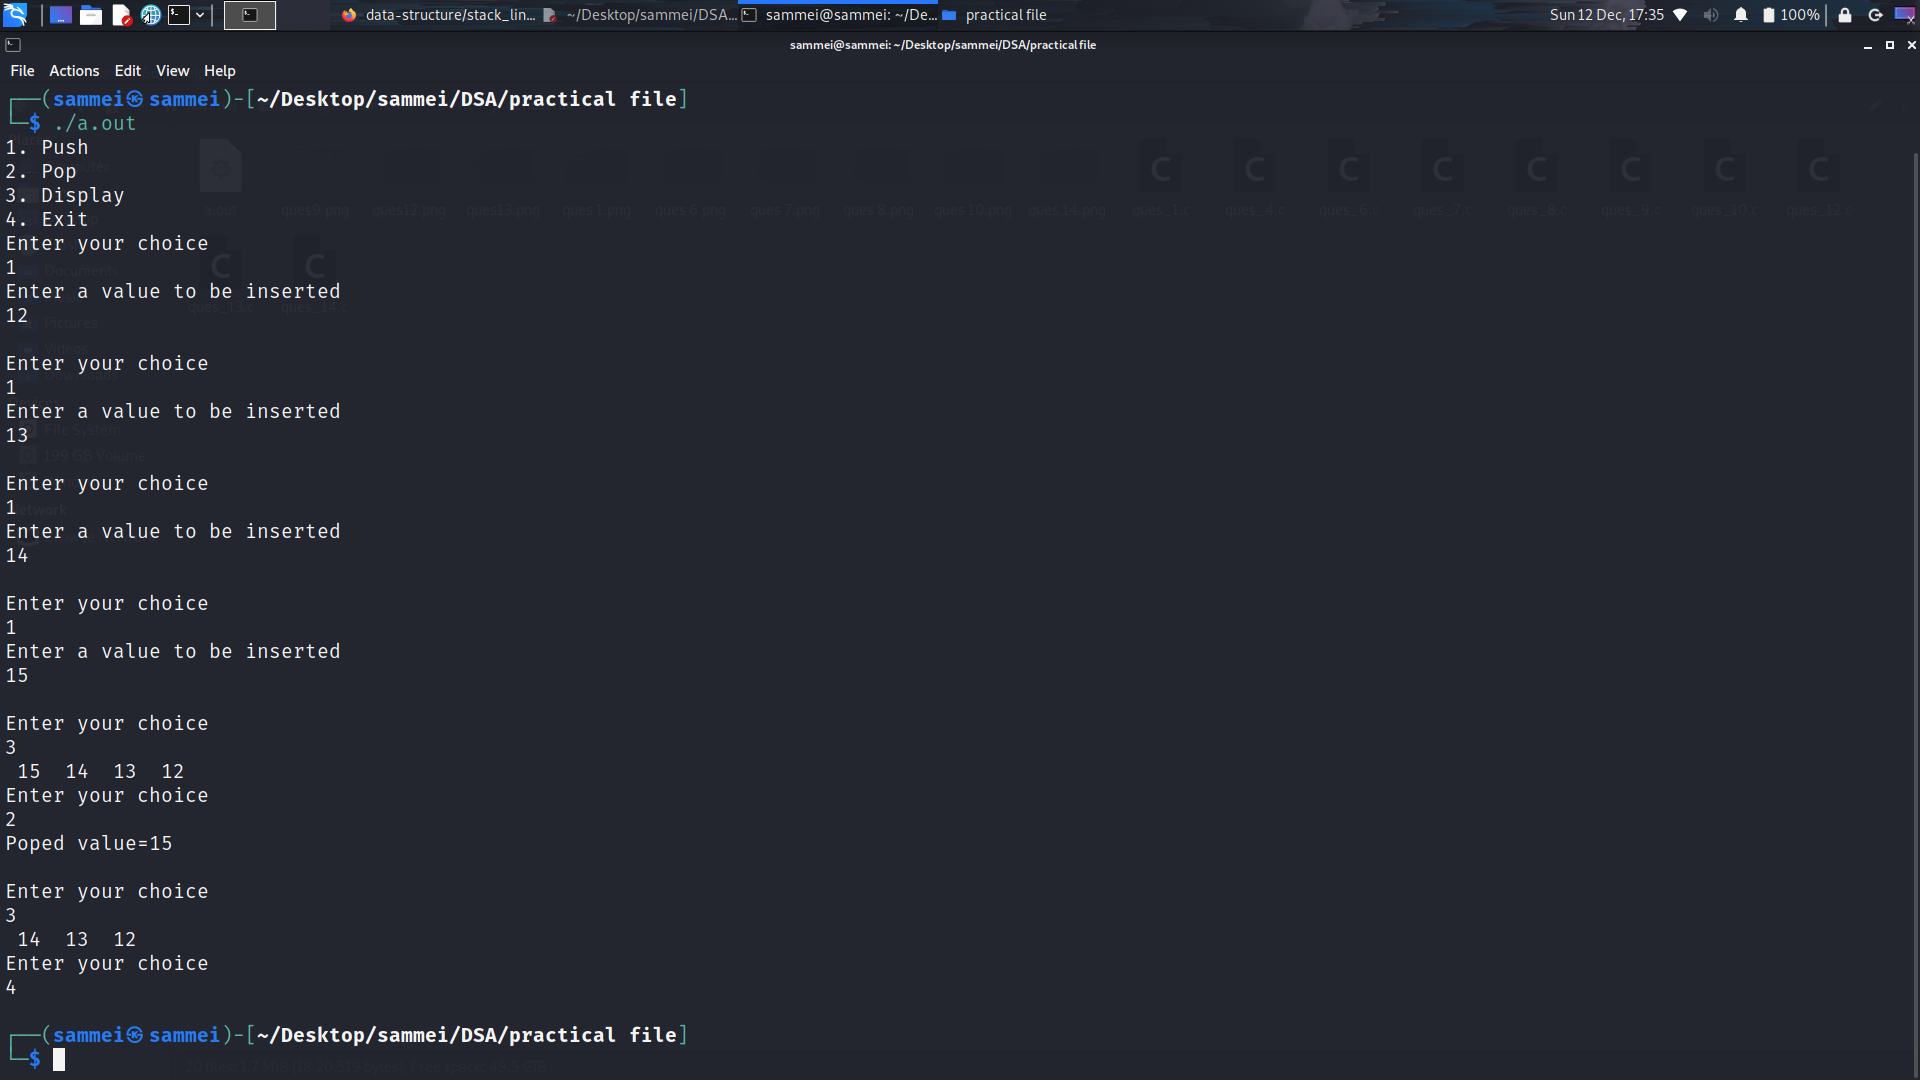 data-structure/stack_lin... ~/Desktop/sammei/DSA... sammei@sammei: ~/De... practical file Sun 12 Dec, 17:35 100%
sammei@sammei: ~/Desktop/sammei/DSA/practical file
File Actions Edit View Help
┌──(sammei㉿sammei)-[~/Desktop/sammei/DSA/practical file]
└─$ ./a.out
1. Push
2. Pop
3. Display
4. Exit
Enter your choice
1
Enter a value to be inserted
12
Enter your choice
1
Enter a value to be inserted
13
Enter your choice
1
Enter a value to be inserted
14
Enter your choice
1
Enter a value to be inserted
15
Enter your choice
3
15 14 13 12
Enter your choice
2
Poped value=15
Enter your choice
3
14 13 12
Enter your choice
4
┌──(sammei㉿sammei)-[~/Desktop/sammei/DSA/practical file]
└─$